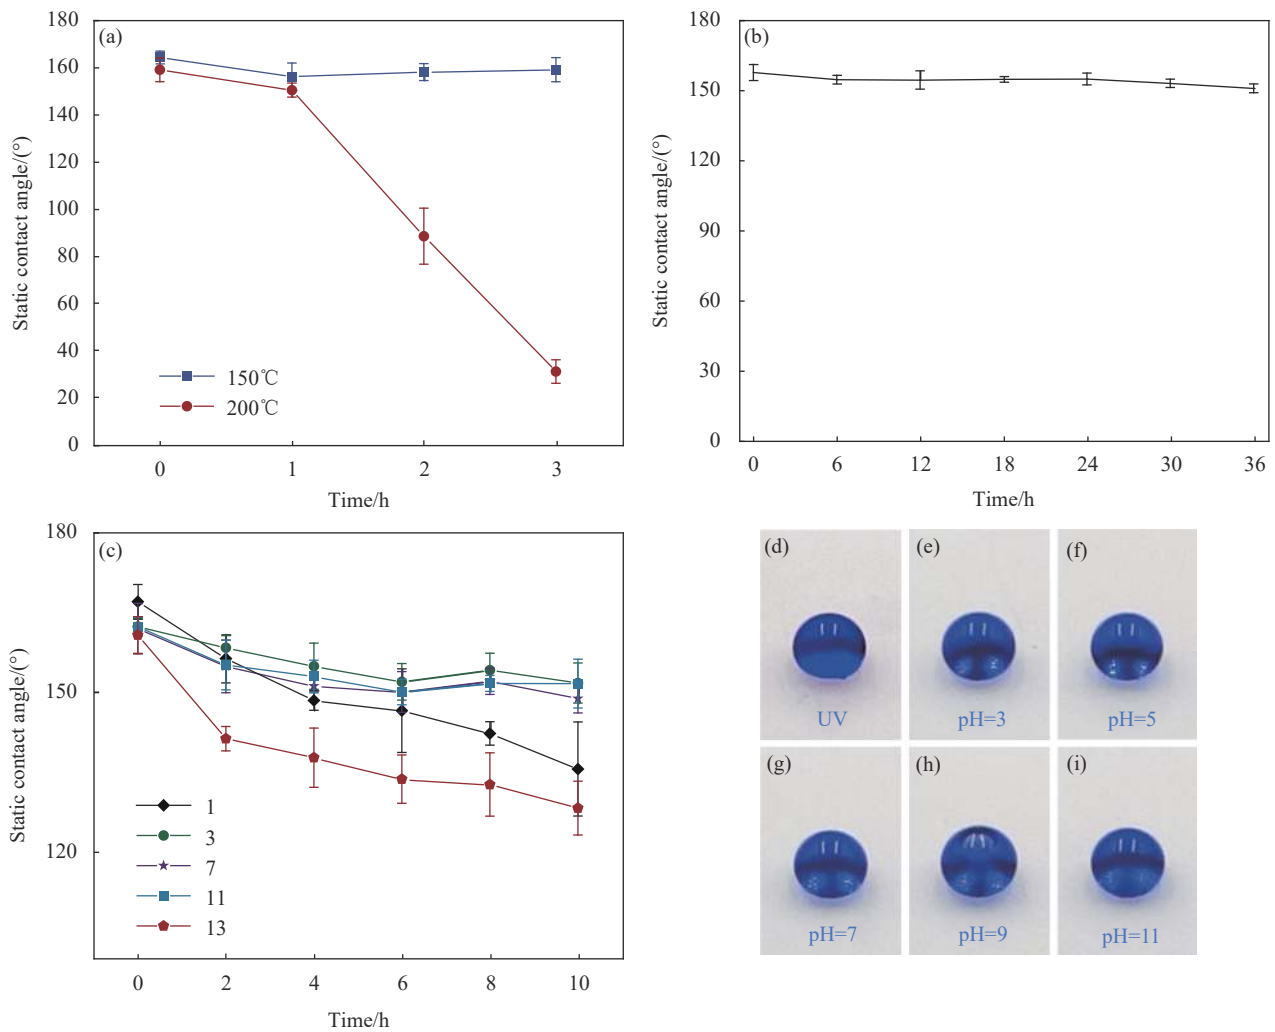 (a)
180
160
140
120
100
80
60
40
20
0
Static contact angle/(°)
150℃
200℃
0 1 2 3
Time/h
(b)
180
150
120
90
60
30
0
Static contact angle/(°)
0 6 12 18 24 30 36
Time/h
(c)
180
150
120
Static contact angle/(°)
1
3
7
11
13
0 2 4 6 8 10
Time/h
(d)
UV
(e)
pH=3
(f)
pH=5
(g)
pH=7
(h)
pH=9
(i)
pH=11